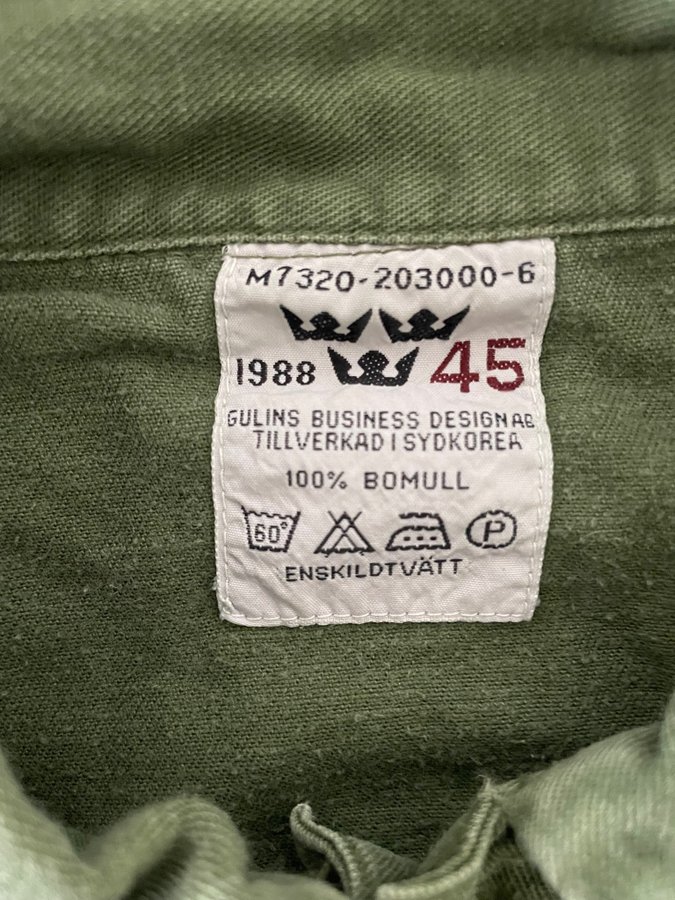 M7320-203000-6
1988 45
GULINS BUSINESS DESIGN AB
TILLVERKAD I SYDKOREA
100% BOMULL
60° P
ENSKILDTVÄTT